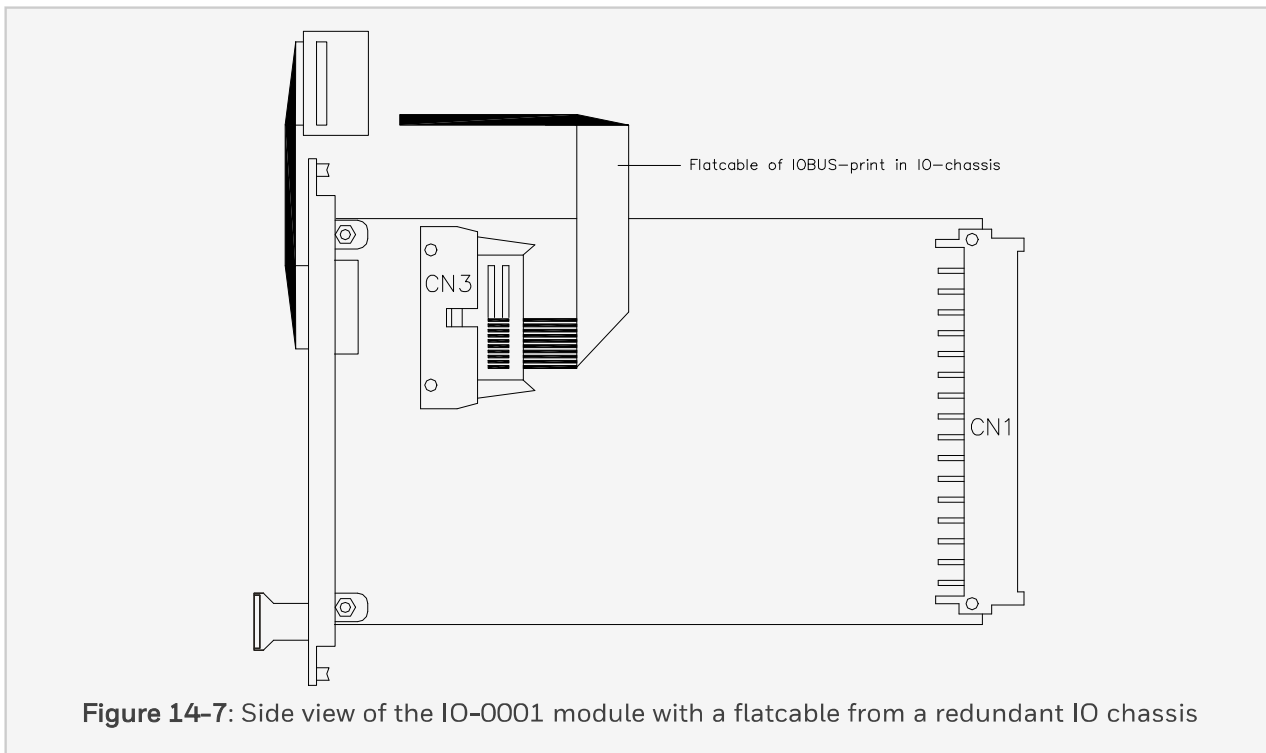 Flatcable of IOBUS-print in IO-chassis
CN3
CN1
Figure 14-7: Side view of the IO-0001 module with a flatcable from a redundant IO chassis